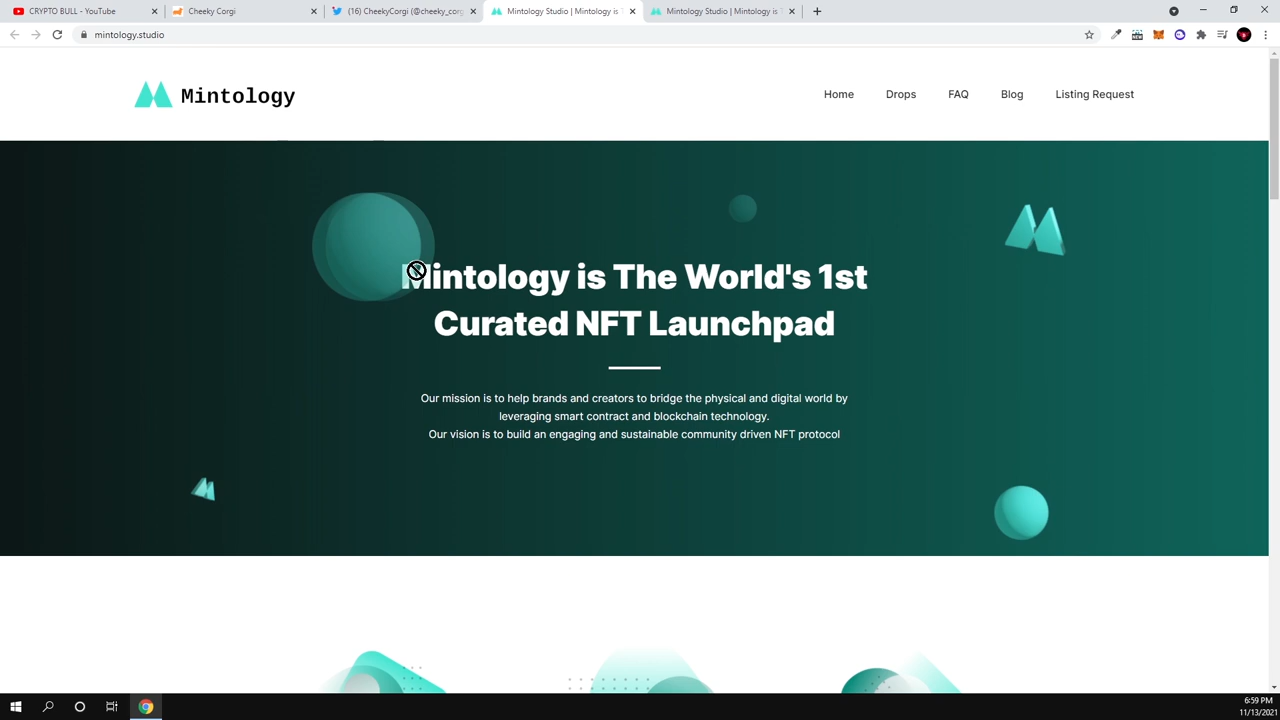 CRYPTO BULL - YouTube
Cheeky Corgi
(16) CheekyCorgi (@cheeky_corg
Mintology Studio | Mintology is T
Mintology Studio | Mintology is T
mintology.studio
Mintology
Home
Drops
FAQ
Blog
Listing Request
Mintology is The World's 1st
Curated NFT Launchpad
Our mission is to help brands and creators to bridge the physical and digital world by
leveraging smart contract and blockchain technology.
Our vision is to build an engaging and sustainable community driven NFT protocol
6:59 PM
11/13/2021